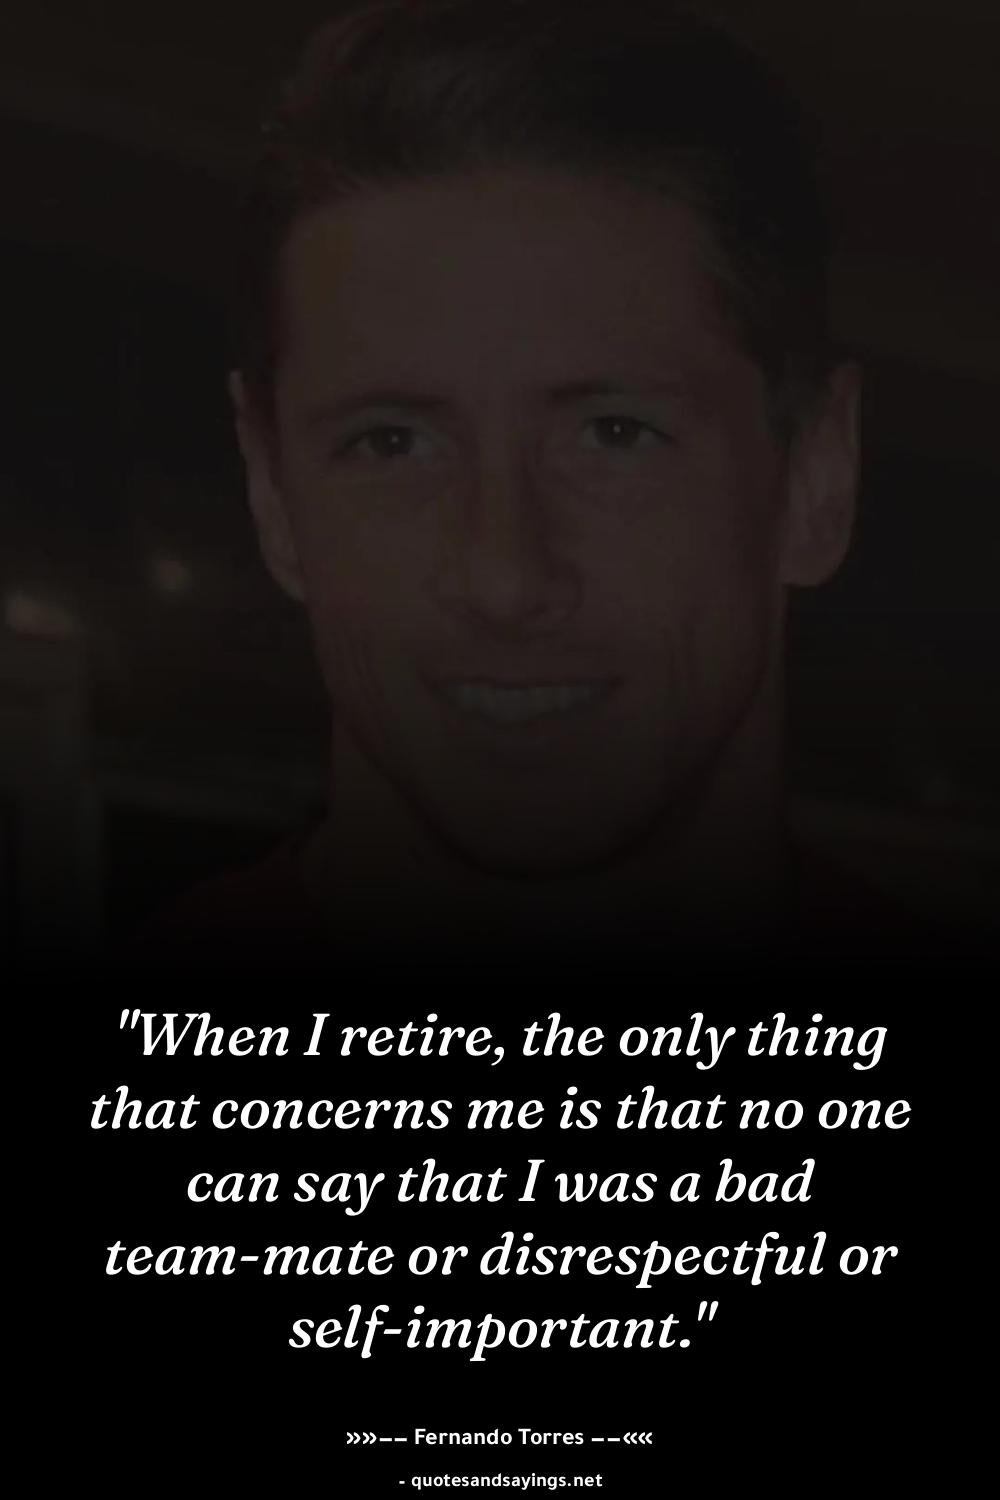 "When I retire, the only thing
that concerns me is that no one
can say that I was a bad
team-mate or disrespectful or
self-important."
»»−− Fernando Torres −−««
- quotesandsayings.net